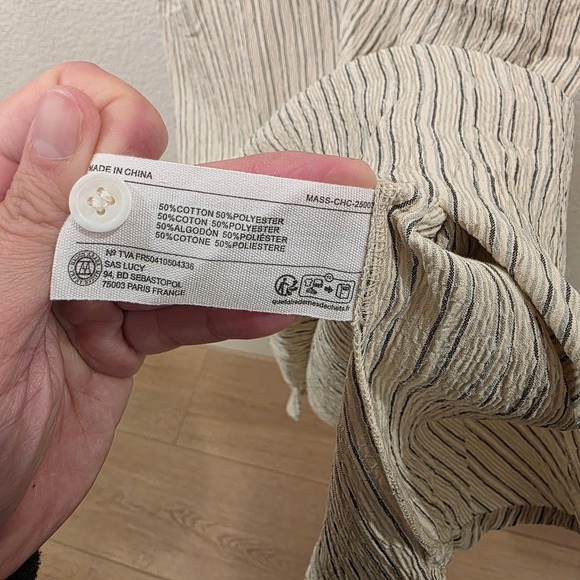 MADE IN CHINA
MASS-CHC-2500
50%COTTON 50%POLYESTER
50%COTON 50%POLYESTER
50%ALGODÓN 50%POLIÉSTER
50%COTONE 50%POLIESTERE
Nº TVA FR50410504336
SAS LUCY
94, BD SEBASTOPOL
75003 PARIS FRANCE
quefairedemesdechets.fr